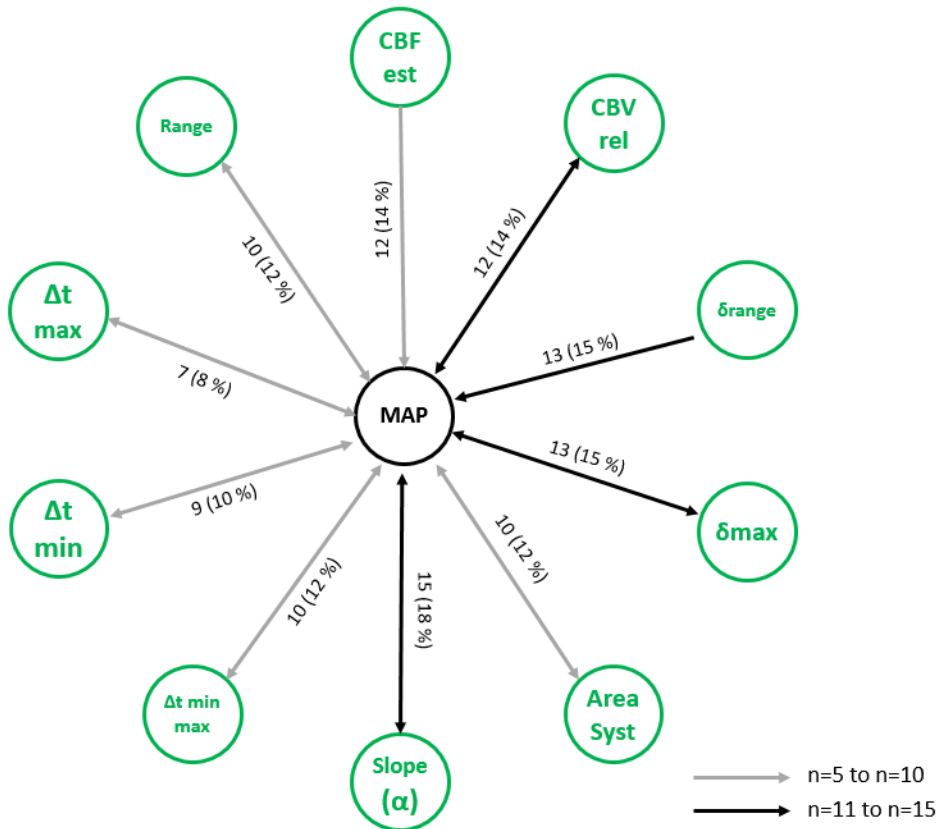 CBF
est
CBV
rel
Range
12 (14 %)
12 (14 %)
10 (12 %)
Δt
max
δrange
13 (15 %)
7 (8 %)
MAP
13 (15 %)
9 (10 %)
Δt
min
δmax
10 (12 %)
10 (12 %)
15 (18 %)
Δt min
max
Area
Syst
Slope
(α)
n=5 to n=10
n=11 to n=15